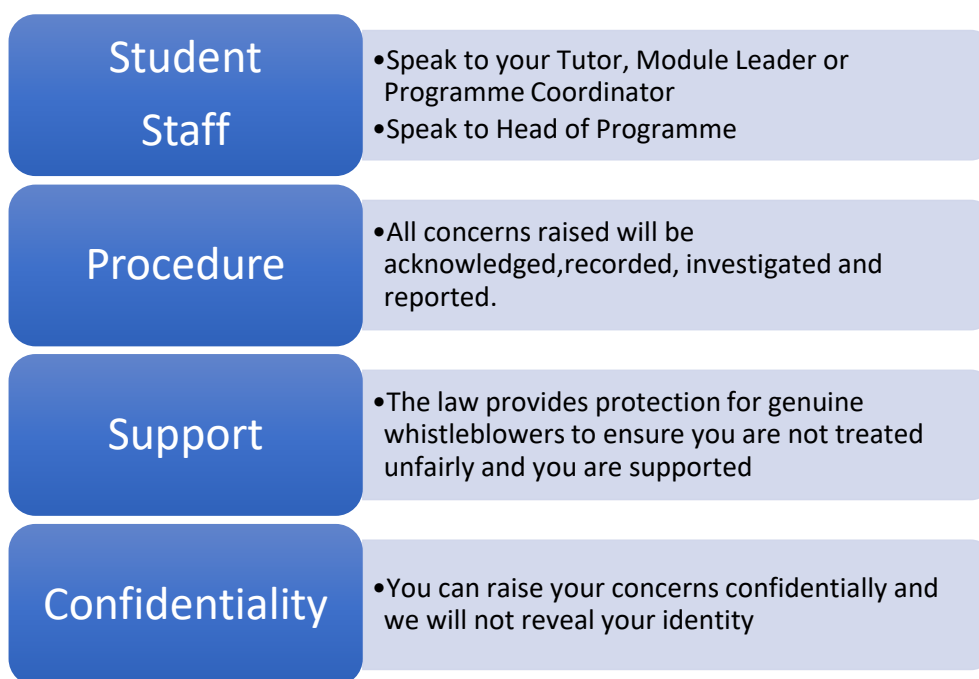 Student
Staff
•Speak to your Tutor, Module Leader or
Programme Coordinator
•Speak to Head of Programme
Procedure
•All concerns raised will be
acknowledged,recorded, investigated and
reported.
Support
•The law provides protection for genuine
whistleblowers to ensure you are not treated
unfairly and you are supported
Confidentiality
•You can raise your concerns confidentially and
we will not reveal your identity